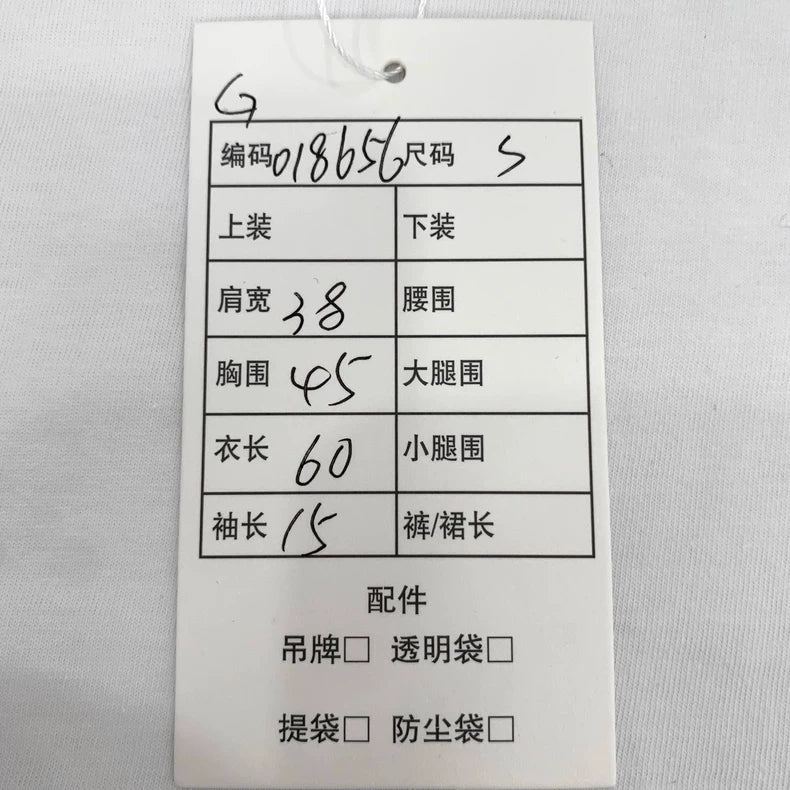 G
编码018656 尺码 S
上装 下装
肩宽 38 腰围
胸围 45 大腿围
衣长 60 小腿围
袖长 15 裤/裙长
配件
吊牌□ 透明袋□
提袋□ 防尘袋□